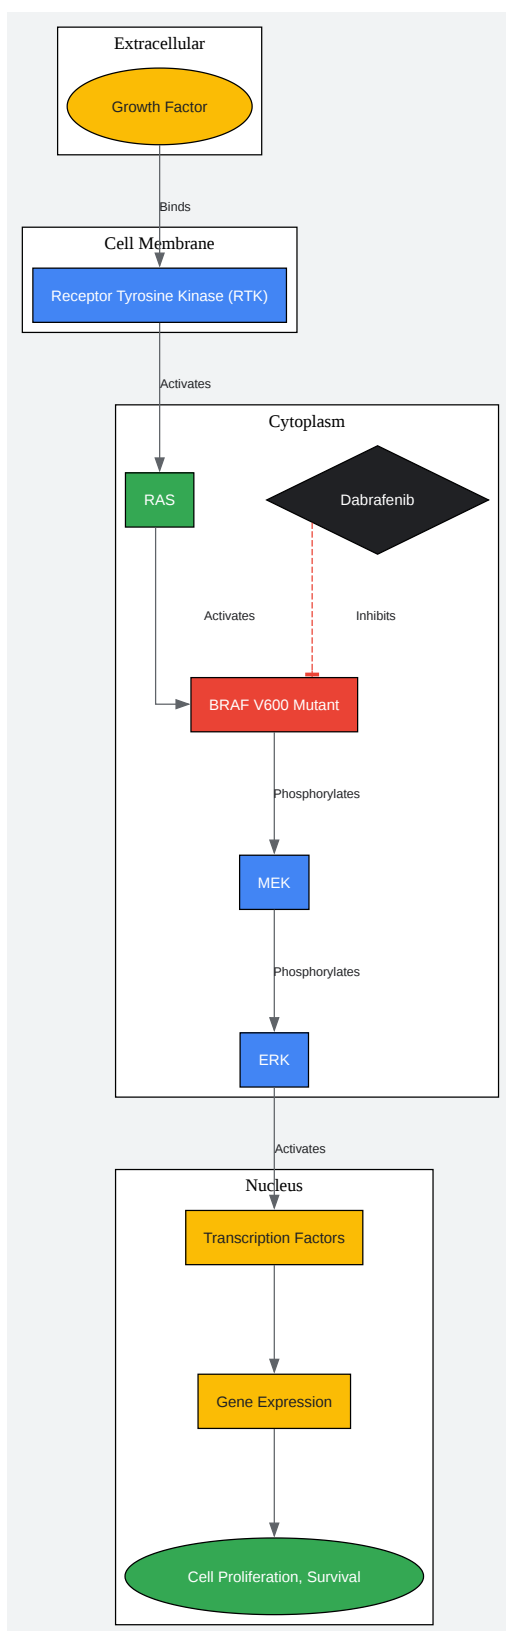 Extracellular
Growth Factor
Binds
Cell Membrane
Receptor Tyrosine Kinase (RTK)
Activates
Cytoplasm
RAS
Dabrafenib
Activates
Inhibits
BRAF V600 Mutant
Phosphorylates
MEK
Phosphorylates
ERK
Activates
Nucleus
Transcription Factors
Gene Expression
Cell Proliferation, Survival